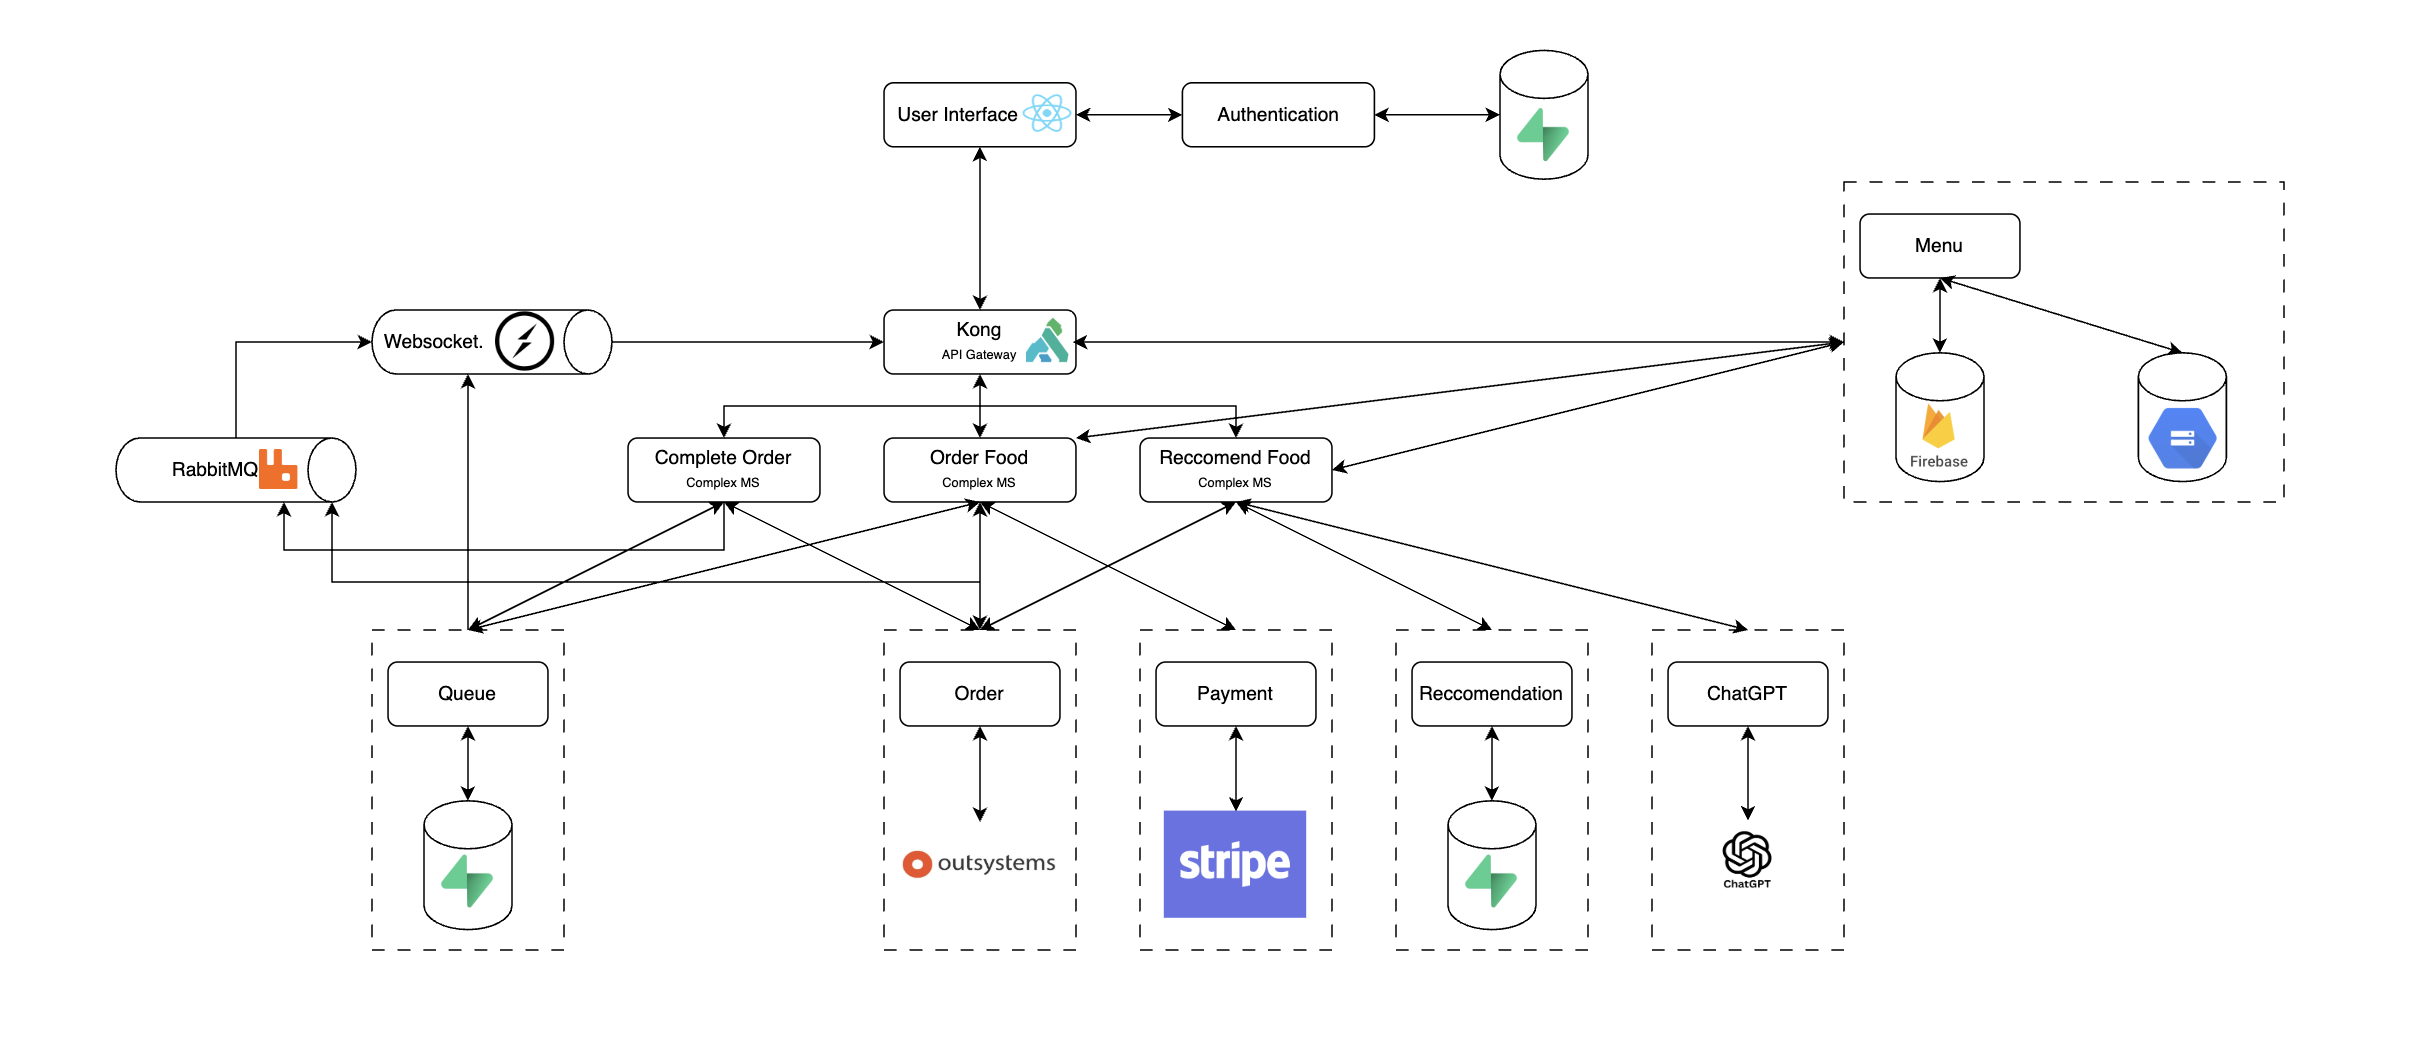 User Interface
Authentication
Menu
Websocket.
Kong
API Gateway
RabbitMQ
Complete Order
Complex MS
Order Food
Complex MS
Reccomend Food
Complex MS
Firebase
Queue
Order
Payment
Reccomendation
ChatGPT
outsystems
stripe
ChatGPT